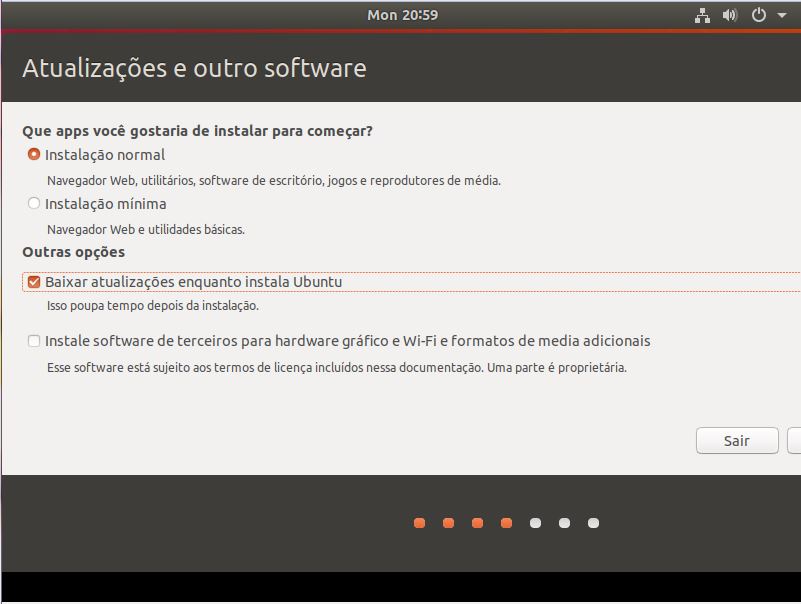 Mon 20:59
Atualizações e outro software
Que apps você gostaria de instalar para começar?
Instalação normal
Navegador Web, utilitários, software de escritório, jogos e reprodutores de média.
Instalação mínima
Navegador Web e utilidades básicas.
Outras opções
Baixar atualizações enquanto instala Ubuntu
Isso poupa tempo depois da instalação.
Instale software de terceiros para hardware gráfico e Wi-Fi e formatos de media adicionais
Esse software está sujeito aos termos de licença incluídos nessa documentação. Uma parte é proprietária.
Sair